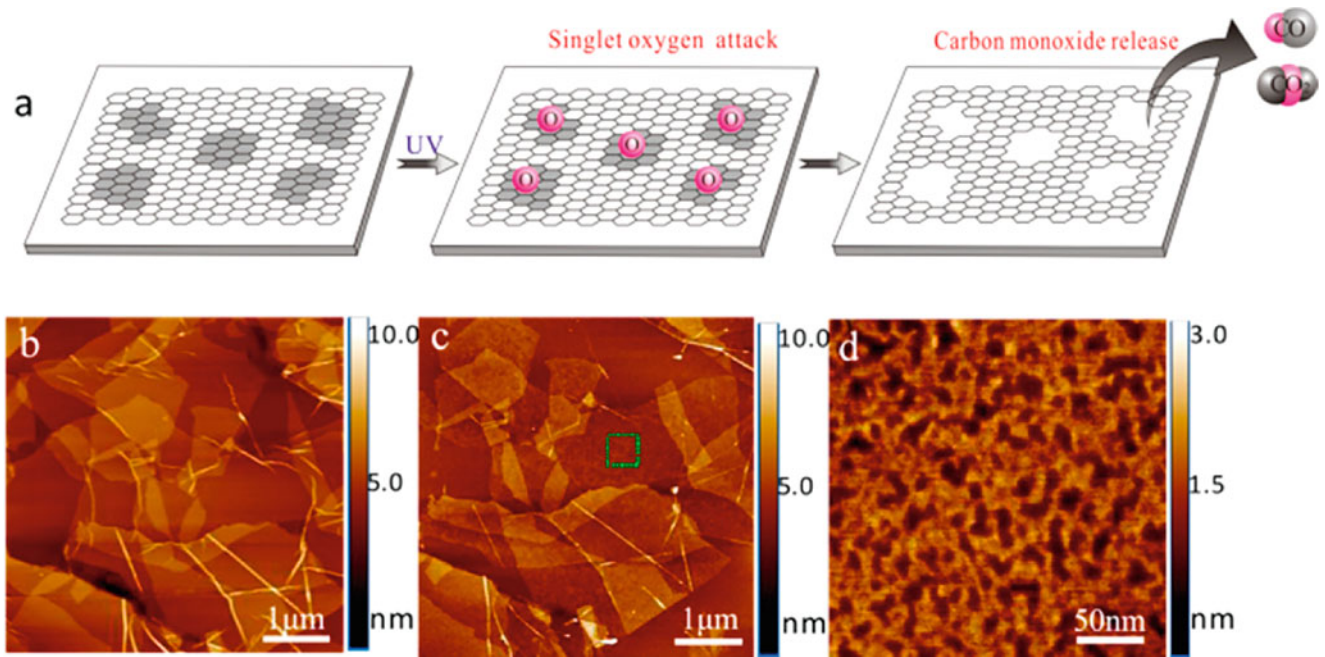 Singlet oxygen attack
Carbon monoxide release
CO
CO₂
a
UV
O
O
O
O
O
b
10.0
5.0
nm
1μm
c
10.0
5.0
nm
1μm
d
3.0
1.5
nm
50nm